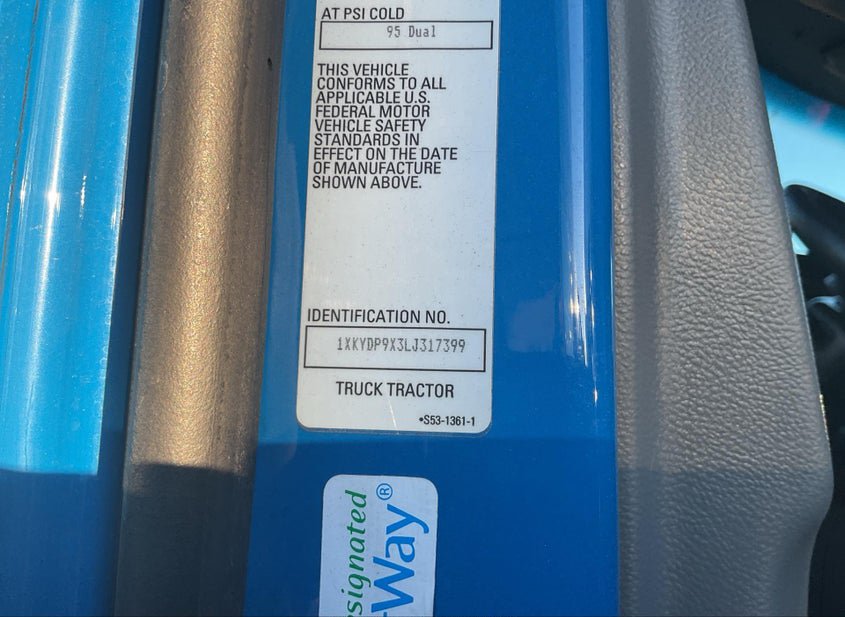 AT PSI COLD
95 Dual
THIS VEHICLE
CONFORMS TO ALL
APPLICABLE U.S.
FEDERAL MOTOR
VEHICLE SAFETY
STANDARDS IN
EFFECT ON THE DATE
OF MANUFACTURE
SHOWN ABOVE.
IDENTIFICATION NO.
1XKYDP9X3LJ317399
TRUCK TRACTOR
•S53-1361-1
signated
Way®